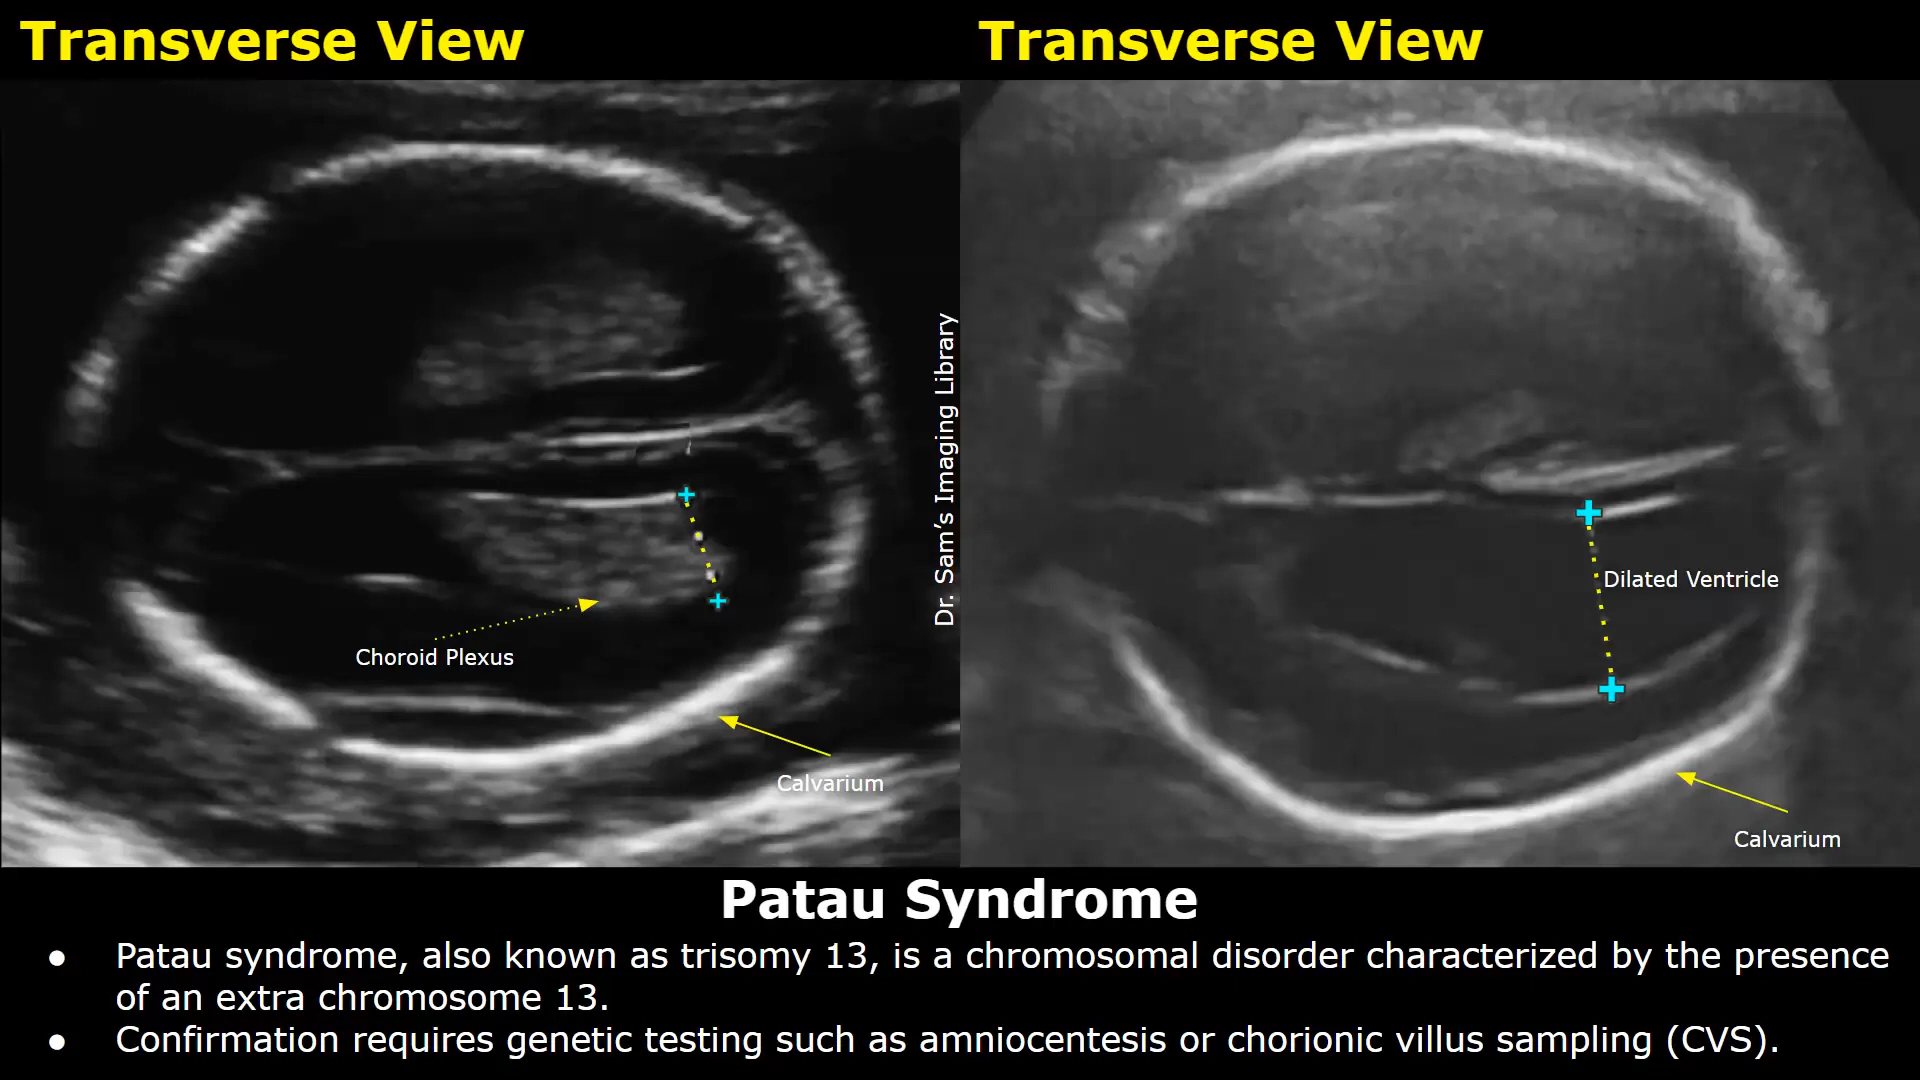 Transverse View
Transverse View
Dr. Sam’s Imaging Library
Dilated Ventricle
Choroid Plexus
Calvarium
Calvarium
Patau Syndrome
● Patau syndrome, also known as trisomy 13, is a chromosomal disorder characterized by the presence
of an extra chromosome 13.
● Confirmation requires genetic testing such as amniocentesis or chorionic villus sampling (CVS).